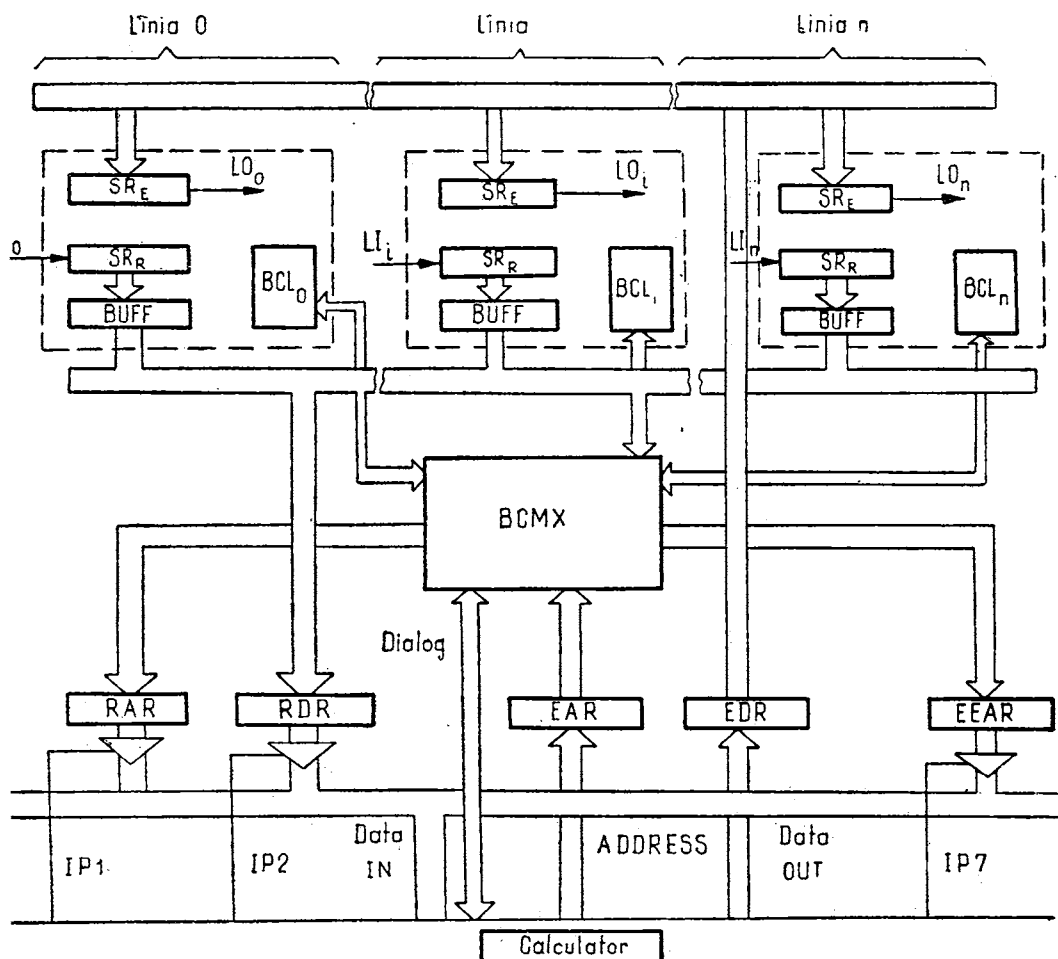 Linia 0
Linia
Linia n
SR_E
LO_0
SR_E
LO_i
SR_E
LO_n
0
SR_R
BCL_0
BUFF
LI_i
SR_R
BCL_i
BUFF
LI_n
SR_R
BCL_n
BUFF
BCMX
Dialog
RAR
RDR
EAR
EDR
EEAR
IP1
IP2
Data
IN
ADDRESS
Data
OUT
IP7
Calculator